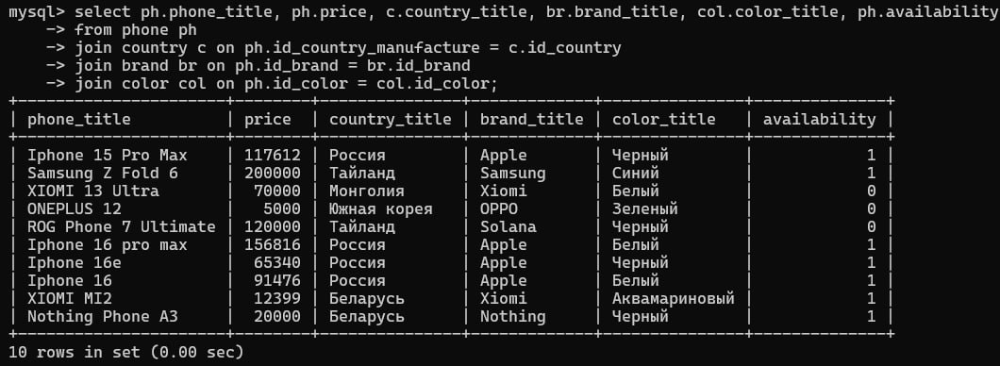 mysql> select ph.phone_title, ph.price, c.country_title, br.brand_title, col.color_title, ph.availability
    -> from phone ph
    -> join country c on ph.id_country_manufacture = c.id_country
    -> join brand br on ph.id_brand = br.id_brand
    -> join color col on ph.id_color = col.id_color;
+--------------------+--------+---------------+-------------+---------------+--------------+
| phone_title | price | country_title | brand_title | color_title | availability |
+--------------------+--------+---------------+-------------+---------------+--------------+
| Iphone 15 Pro Max | 117612 | Россия | Apple | Черный | 1 |
| Samsung Z Fold 6 | 200000 | Тайланд | Samsung | Синий | 1 |
| XIOMI 13 Ultra | 70000 | Монголия | Xiomi | Белый | 0 |
| ONEPLUS 12 | 5000 | Южная корея | OPPO | Зеленый | 0 |
| ROG Phone 7 Ultimate | 120000 | Тайланд | Solana | Черный | 0 |
| Iphone 16 pro max | 156816 | Россия | Apple | Белый | 1 |
| Iphone 16e | 65340 | Россия | Apple | Черный | 1 |
| Iphone 16 | 91476 | Россия | Apple | Белый | 1 |
| XIOMI MI2 | 12399 | Беларусь | Xiomi | Аквамариновый | 1 |
| Nothing Phone A3 | 20000 | Беларусь | Nothing | Черный | 1 |
+--------------------+--------+---------------+-------------+---------------+--------------+
10 rows in set (0.00 sec)